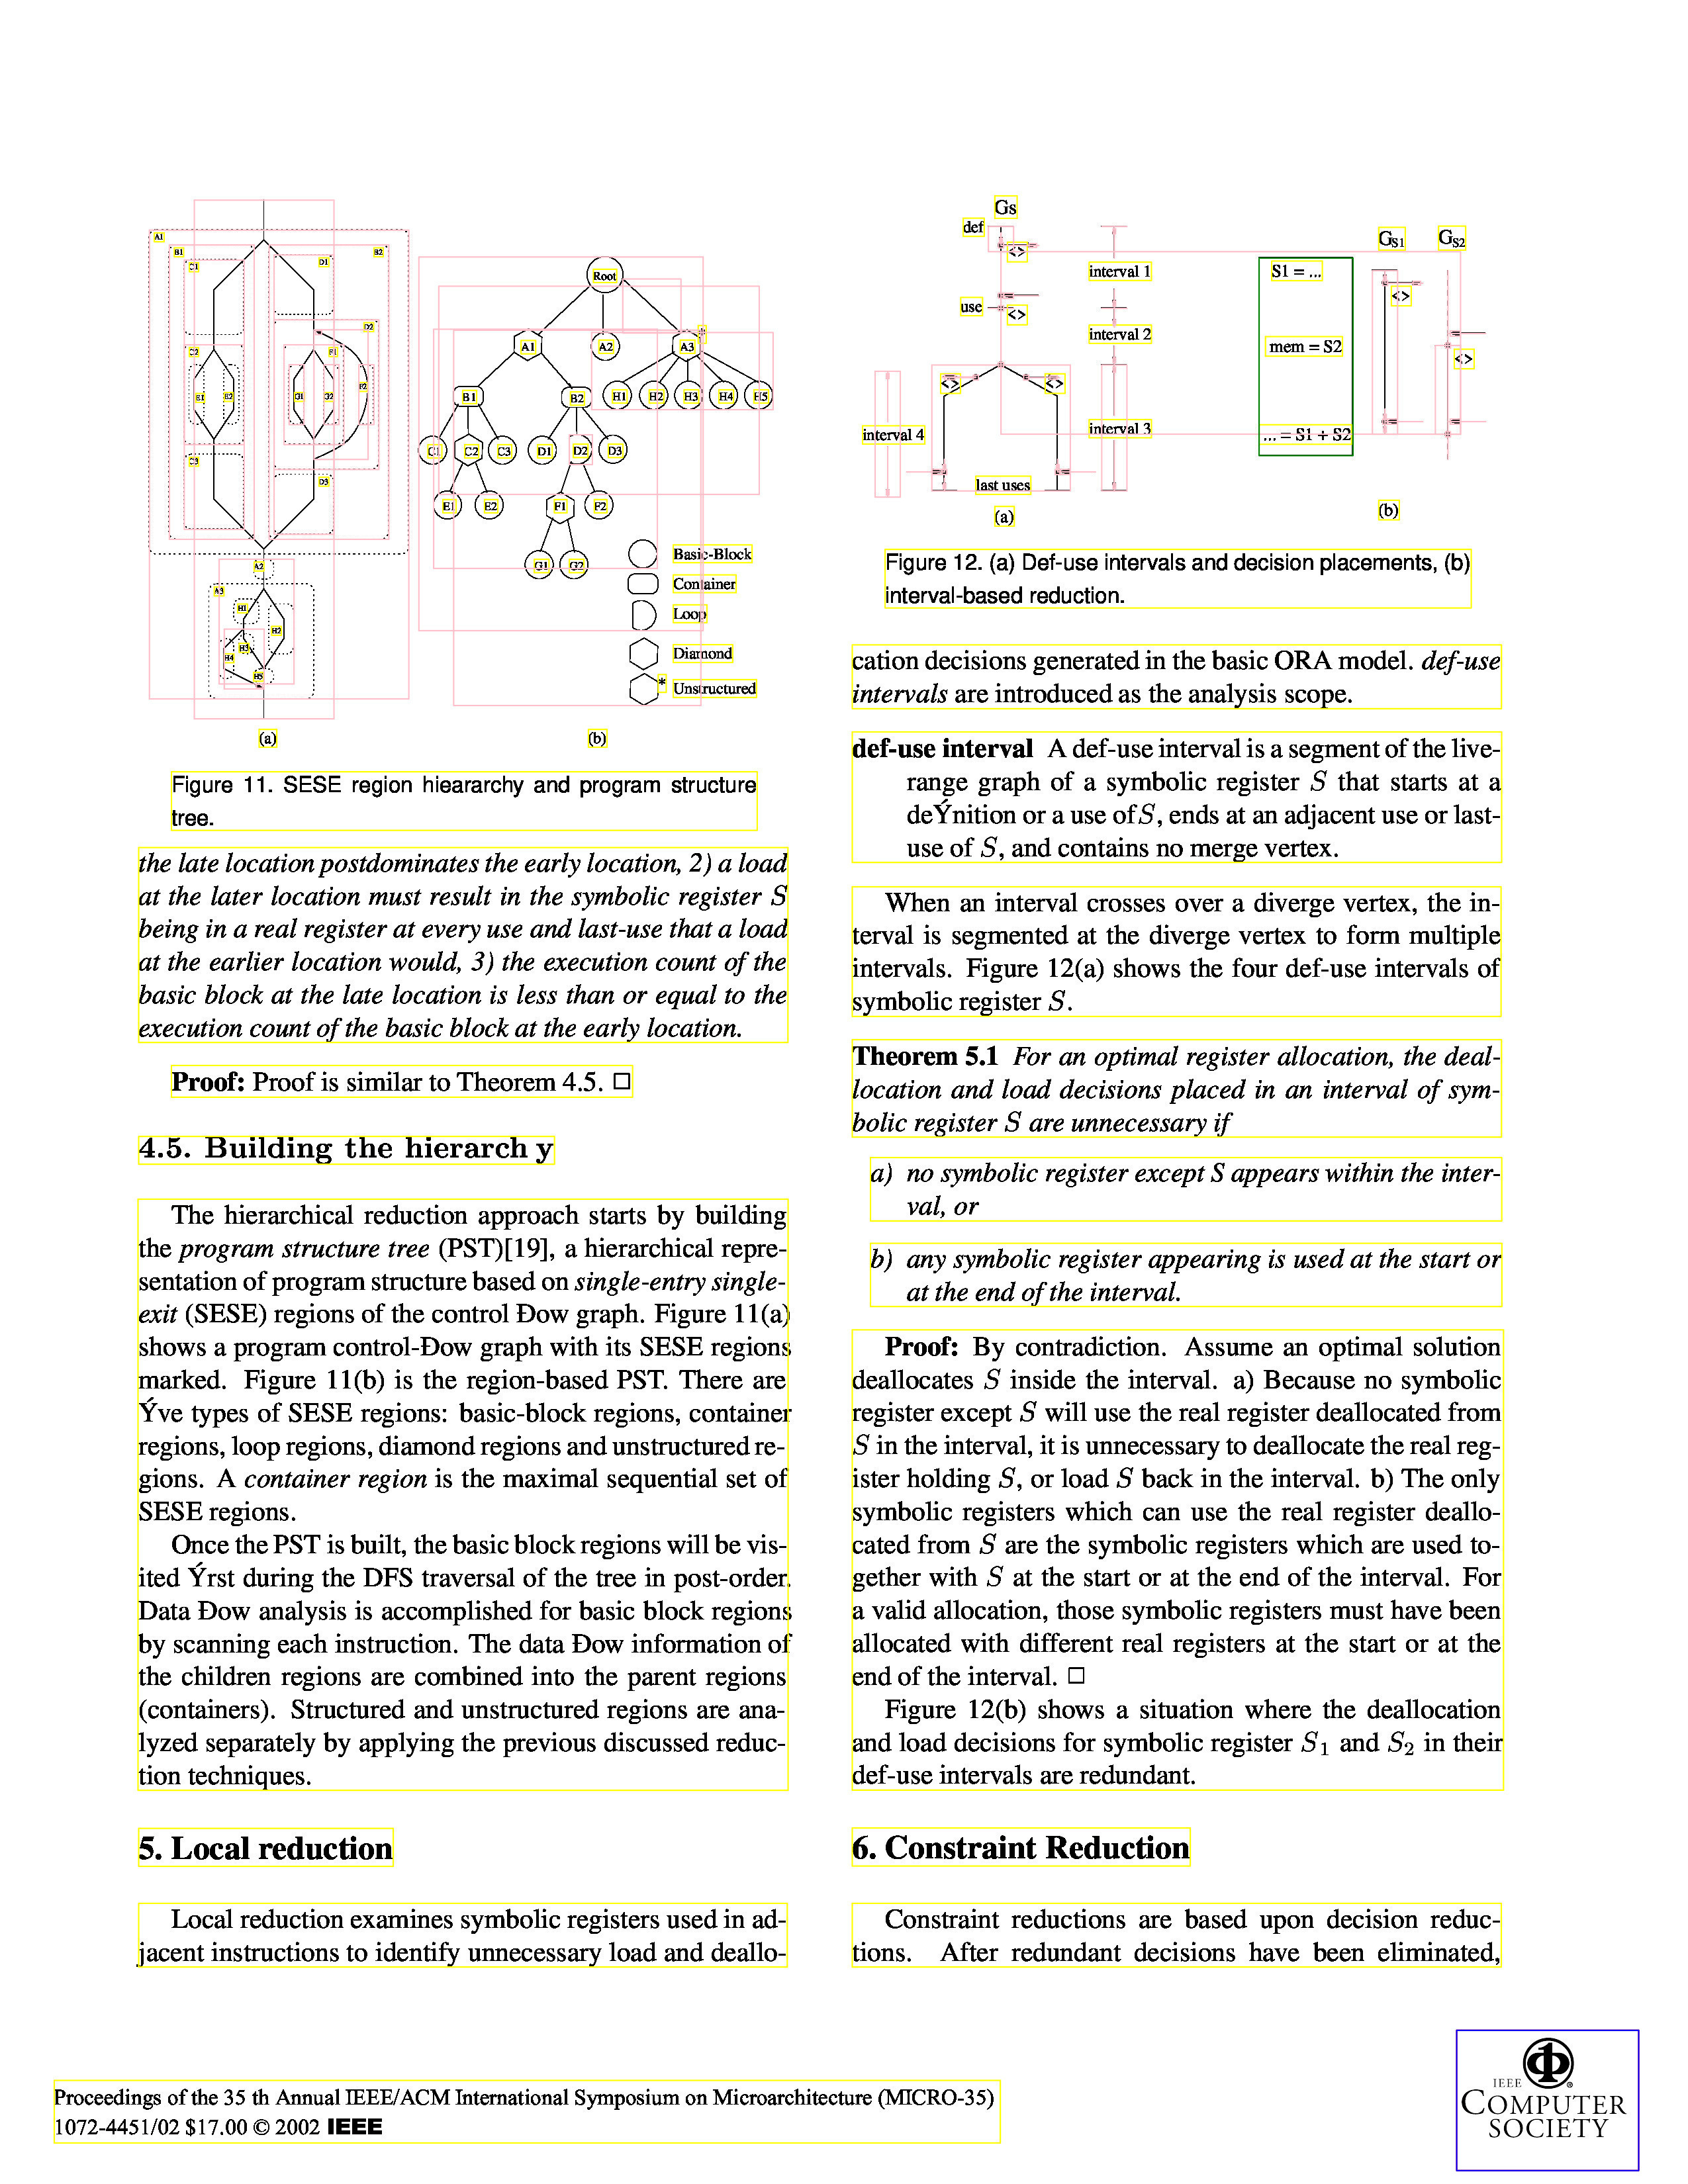 A1
B1
B2
C1
D1
D2
C2
F1
E1
E2
G1
G2
F2
C3
D3
A2
A3
H1
H2
H3
H4
H5
(a)
Root
A1
A2
A3
*
B1
B2
H1
H2
H3
H4
H5
C1
C2
C3
D1
D2
D3
E1
E2
F1
F2
G1
G2
Basic-Block
Container
Loop
Diamond
* Unstructured
(b)
Figure 11. SESE region hieararchy and program structure
tree.
the late location postdominates the early location, 2) a load
at the later location must result in the symbolic register S
being in a real register at every use and last-use that a load
at the earlier location would, 3) the execution count of the
basic block at the late location is less than or equal to the
execution count of the basic block at the early location.
Proof: Proof is similar to Theorem 4.5. □
4.5. Building the hierarch y
The hierarchical reduction approach starts by building
the program structure tree (PST)[19], a hierarchical repre-
sentation of program structure based on single-entry single-
exit (SESE) regions of the control Ðow graph. Figure 11(a)
shows a program control-Ðow graph with its SESE regions
marked. Figure 11(b) is the region-based PST. There are
Ýve types of SESE regions: basic-block regions, container
regions, loop regions, diamond regions and unstructured re-
gions. A container region is the maximal sequential set of
SESE regions.
Once the PST is built, the basic block regions will be vis-
ited Ýrst during the DFS traversal of the tree in post-order.
Data Ðow analysis is accomplished for basic block regions
by scanning each instruction. The data Ðow information of
the children regions are combined into the parent regions
(containers). Structured and unstructured regions are ana-
lyzed separately by applying the previous discussed reduc-
tion techniques.
5. Local reduction
Local reduction examines symbolic registers used in ad-
jacent instructions to identify unnecessary load and deallo-
Gs
def
<>
interval 1
use
<>
interval 2
<>
<>
interval 4
interval 3
last uses
(a)
S1 = ...
mem = S2
... = S1 + S2
GS1
GS2
<>
<>
(b)
Figure 12. (a) Def-use intervals and decision placements, (b)
interval-based reduction.
cation decisions generated in the basic ORA model. def-use
intervals are introduced as the analysis scope.
def-use interval A def-use interval is a segment of the live-
range graph of a symbolic register S that starts at a
deÝnition or a use of S, ends at an adjacent use or last-
use of S, and contains no merge vertex.
When an interval crosses over a diverge vertex, the in-
terval is segmented at the diverge vertex to form multiple
intervals. Figure 12(a) shows the four def-use intervals of
symbolic register S.
Theorem 5.1 For an optimal register allocation, the deal-
location and load decisions placed in an interval of sym-
bolic register S are unnecessary if
a) no symbolic register except S appears within the inter-
val, or
b) any symbolic register appearing is used at the start or
at the end of the interval.
Proof: By contradiction. Assume an optimal solution
deallocates S inside the interval. a) Because no symbolic
register except S will use the real register deallocated from
S in the interval, it is unnecessary to deallocate the real reg-
ister holding S, or load S back in the interval. b) The only
symbolic registers which can use the real register deallo-
cated from S are the symbolic registers which are used to-
gether with S at the start or at the end of the interval. For
a valid allocation, those symbolic registers must have been
allocated with different real registers at the start or at the
end of the interval. □
Figure 12(b) shows a situation where the deallocation
and load decisions for symbolic register S1 and S2 in their
def-use intervals are redundant.
6. Constraint Reduction
Constraint reductions are based upon decision reduc-
tions. After redundant decisions have been eliminated,
Proceedings of the 35 th Annual IEEE/ACM International Symposium on Microarchitecture (MICRO-35)
1072-4451/02 $17.00 © 2002 IEEE
IEEE
COMPUTER
SOCIETY